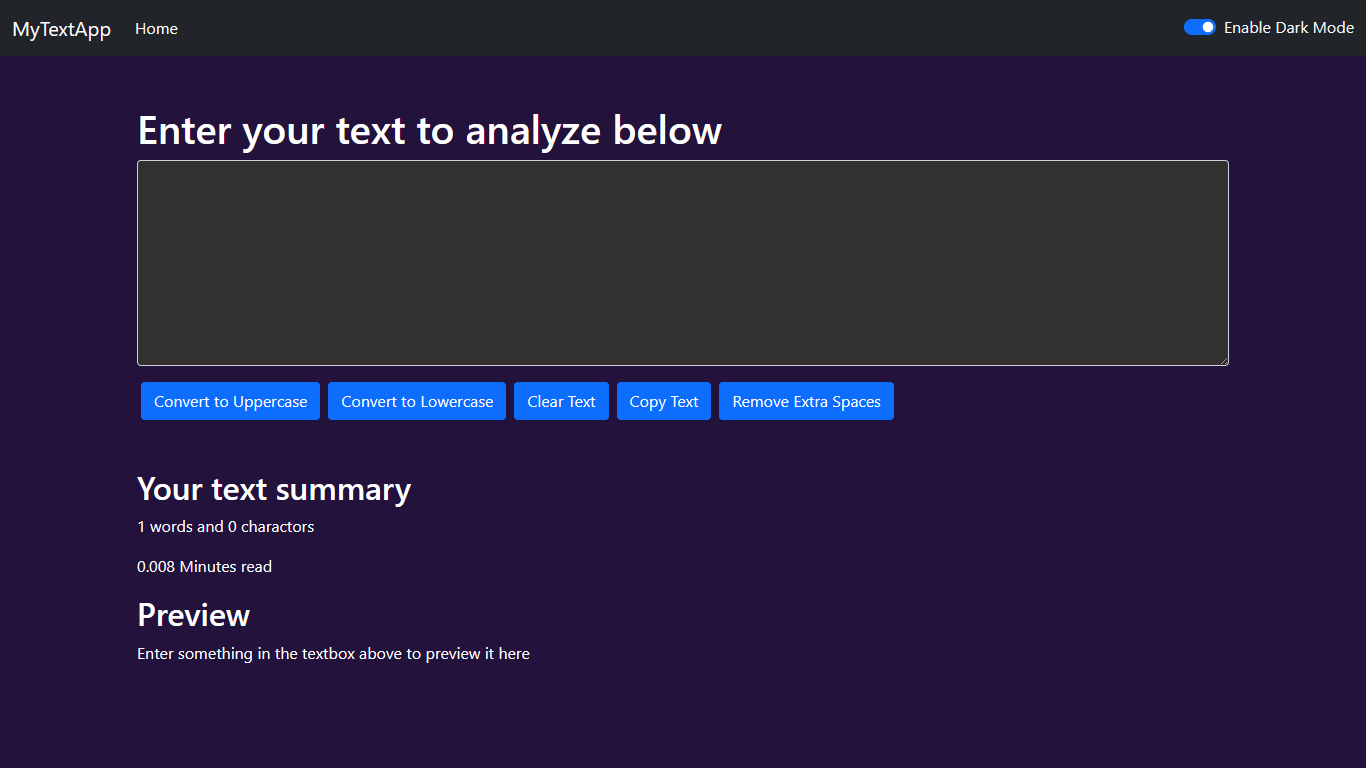 MyTextApp Home Enable Dark Mode
Enter your text to analyze below
Convert to Uppercase Convert to Lowercase Clear Text Copy Text Remove Extra Spaces
Your text summary
1 words and 0 charactors
0.008 Minutes read
Preview
Enter something in the textbox above to preview it here